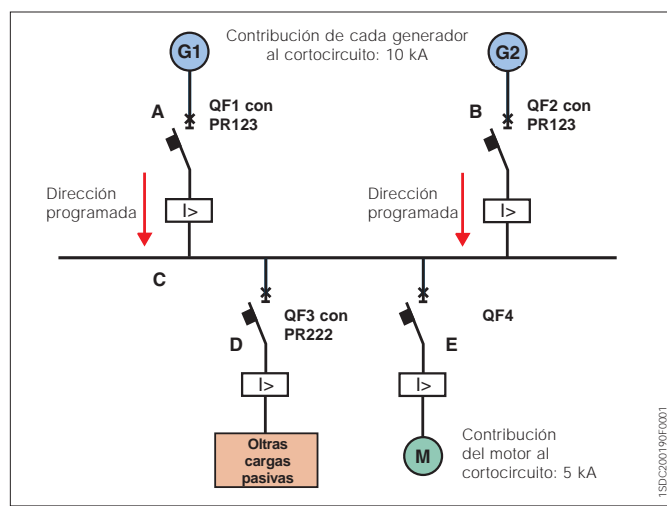 G1
Contribución de cada generador
al cortocircuito: 10 kA
G2
A
QF1 con
PR123
B
QF2 con
PR123
Dirección
programada
I>
Dirección
programada
I>
C
QF3 con
PR222
D
QF4
E
I>
I>
Oltras
cargas
pasivas
M
Contribución
del motor al
cortocircuito: 5 kA
1SDC200190F0001